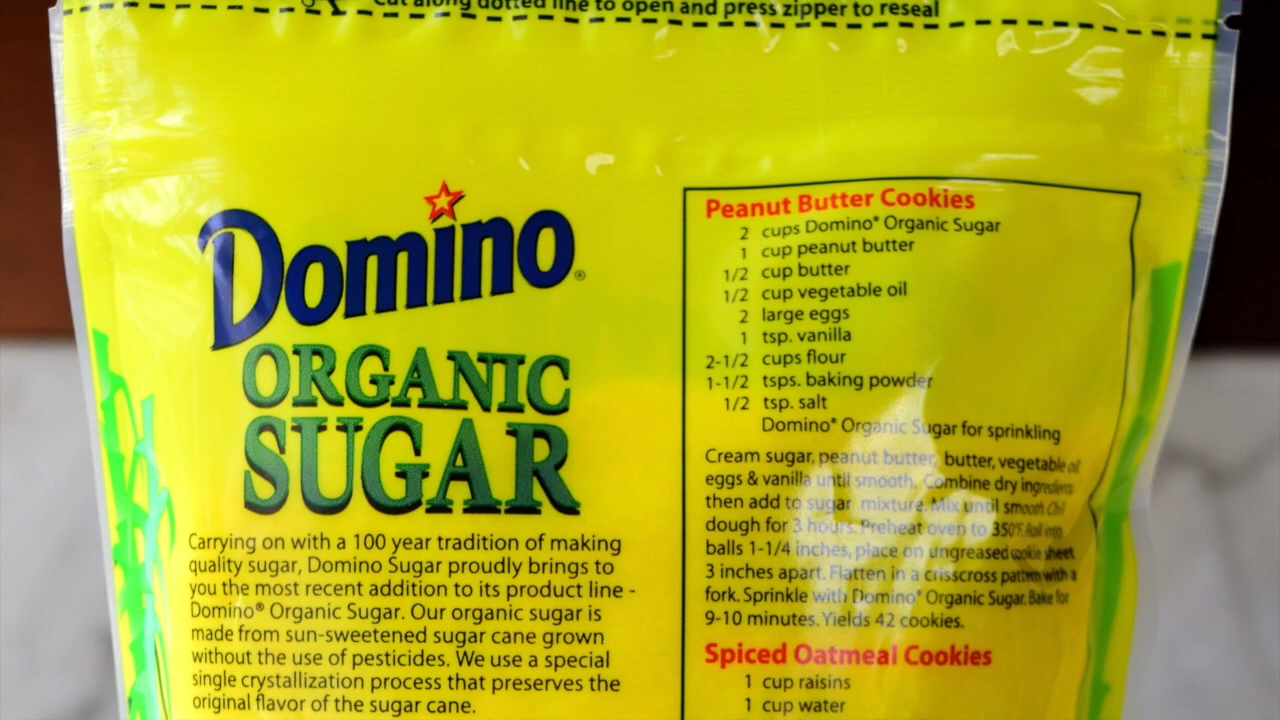 Cut along dotted line to open and press zipper to reseal
Domino®
ORGANIC
SUGAR
Carrying on with a 100 year tradition of making
quality sugar, Domino Sugar proudly brings to
you the most recent addition to its product line -
Domino® Organic Sugar. Our organic sugar is
made from sun-sweetened sugar cane grown
without the use of pesticides. We use a special
single crystallization process that preserves the
original flavor of the sugar cane.
Peanut Butter Cookies
2 cups Domino® Organic Sugar
1 cup peanut butter
1/2 cup butter
1/2 cup vegetable oil
2 large eggs
1 tsp. vanilla
2-1/2 cups flour
1-1/2 tsps. baking powder
1/2 tsp. salt
Domino® Organic Sugar for sprinkling
Cream sugar, peanut butter, butter, vegetable oil
eggs & vanilla until smooth. Combine dry ingredients
then add to sugar mixture. Mix until smooth. Chill
dough for 3 hours. Preheat oven to 350°F. Roll into
balls 1-1/4 inches, place on ungreased cookie sheet
3 inches apart. Flatten in a crisscross pattern with a
fork. Sprinkle with Domino® Organic Sugar. Bake for
9-10 minutes. Yields 42 cookies.
Spiced Oatmeal Cookies
1 cup raisins
1 cup water